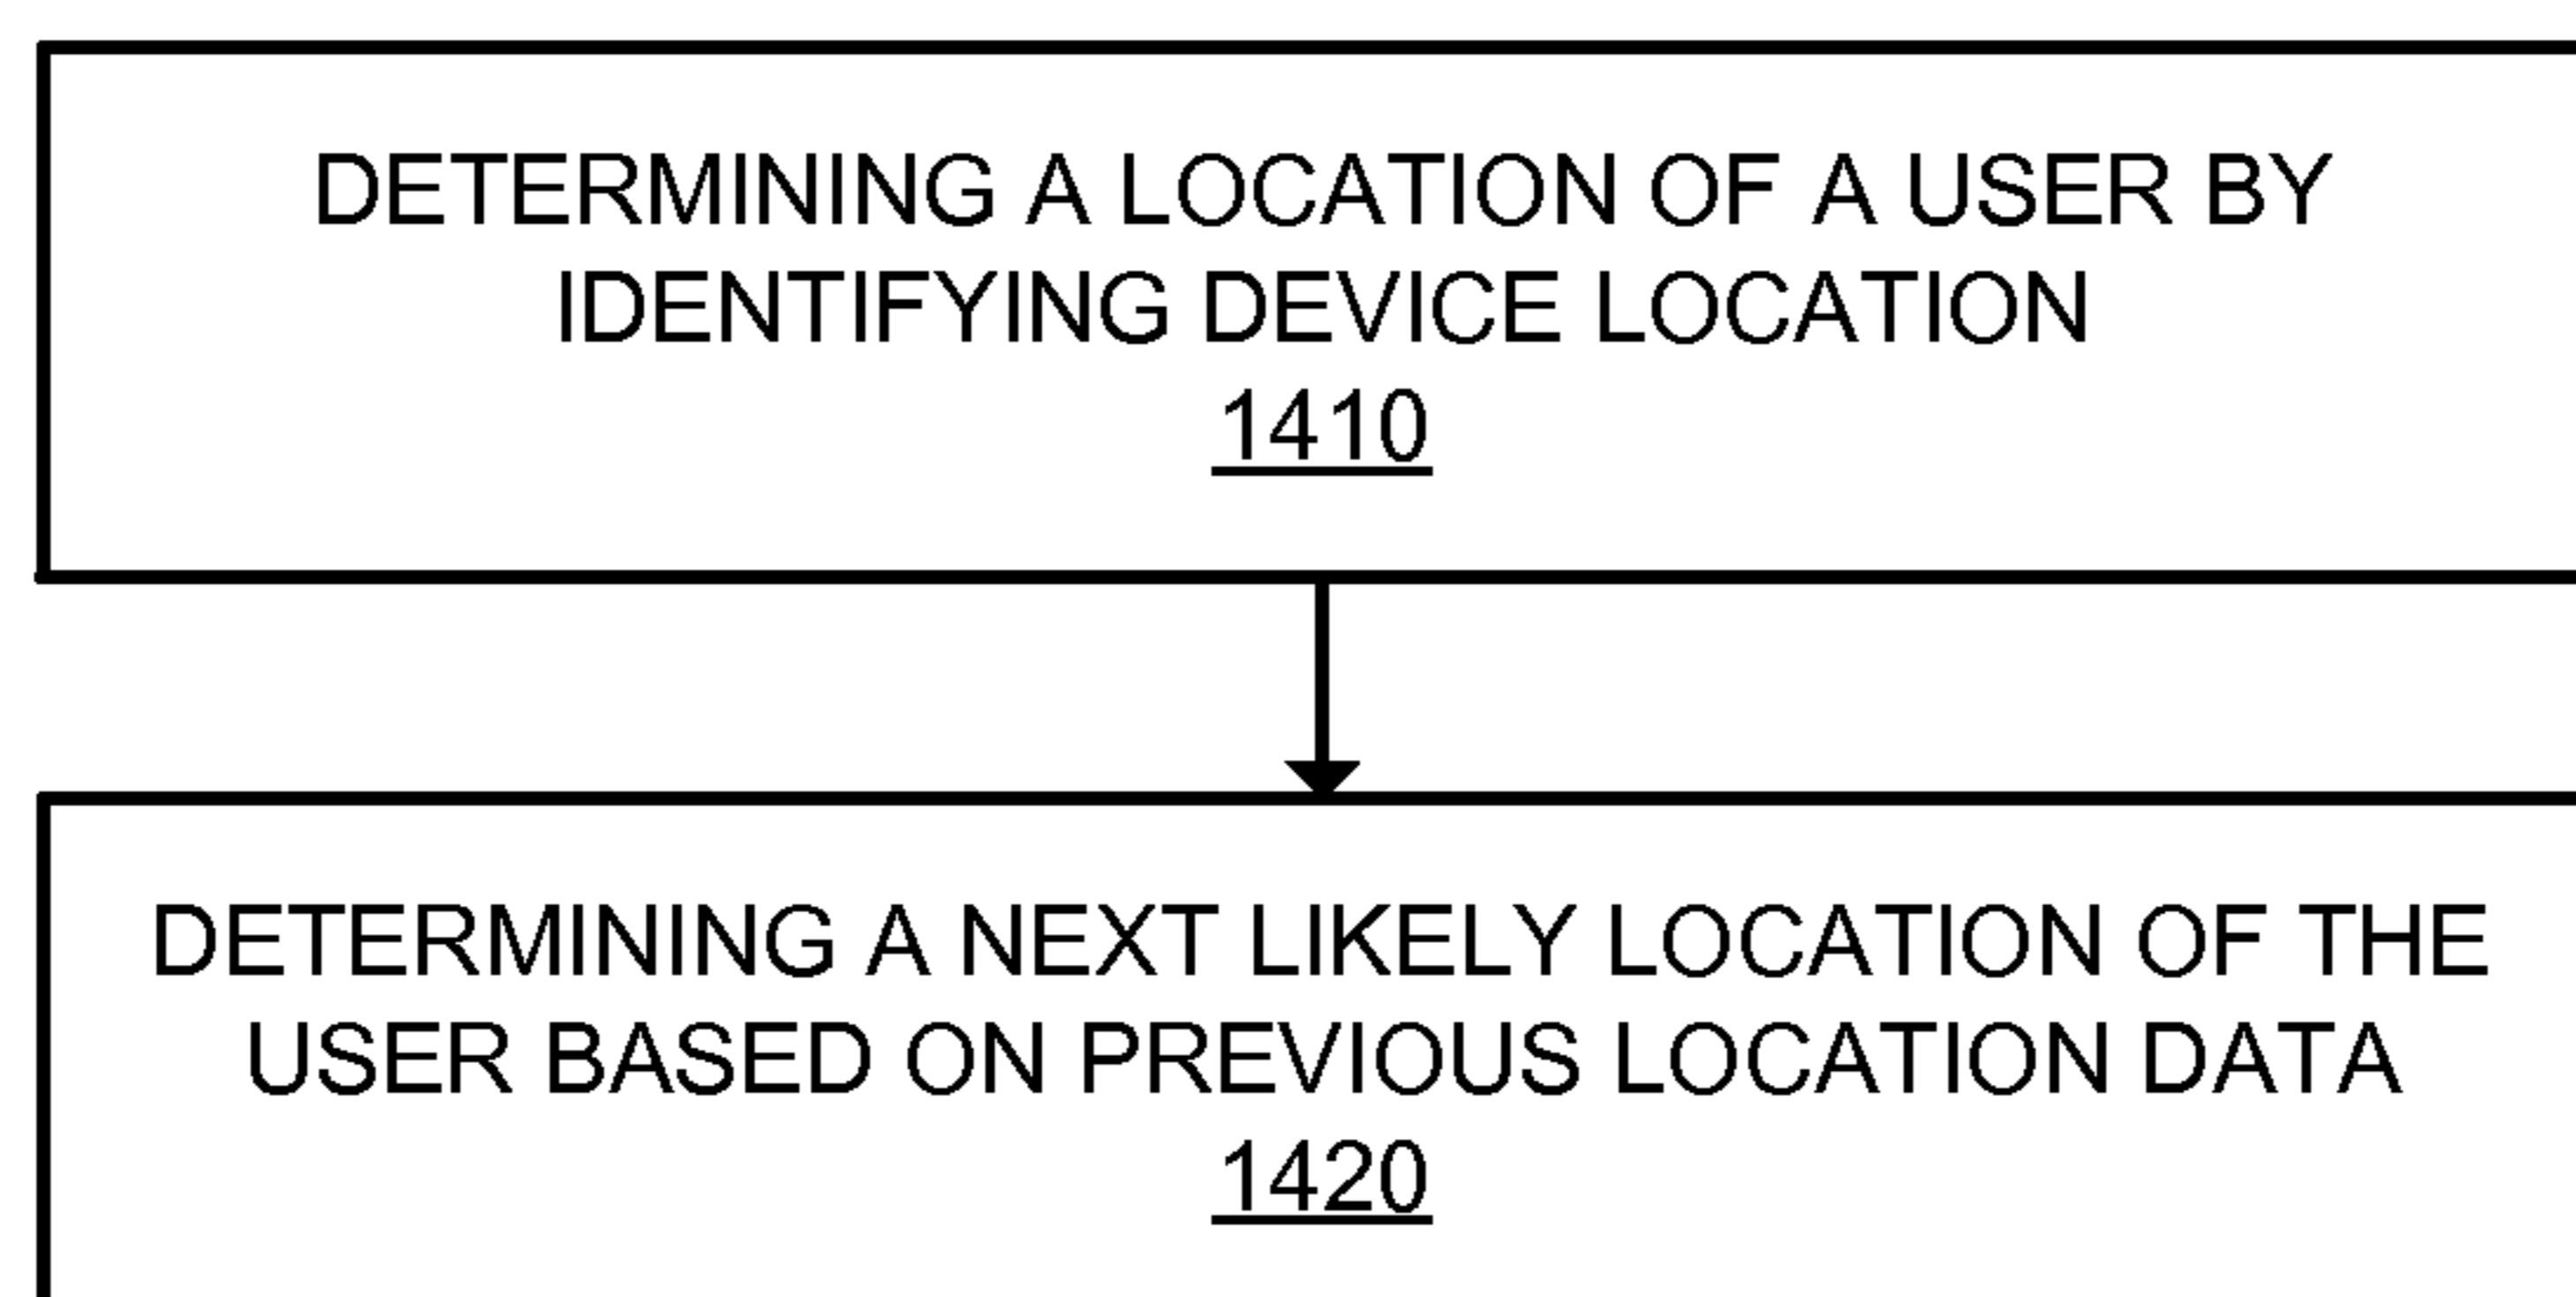 DETERMINING A LOCATION OF A USER BY
IDENTIFYING DEVICE LOCATION
1410
DETERMINING A NEXT LIKELY LOCATION OF THE
USER BASED ON PREVIOUS LOCATION DATA
1420